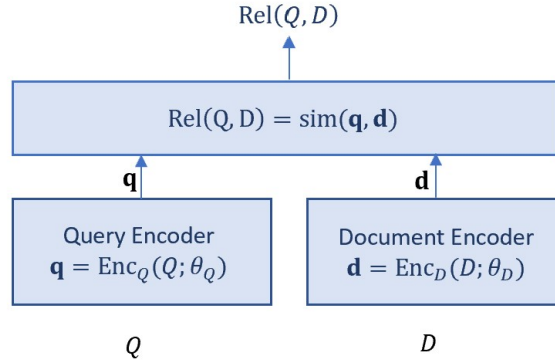 Rel(Q, D)
Rel(Q, D) = sim(𝐪, 𝐝)
𝐪 𝐝
Query Encoder
𝐪 = Enc_Q(Q; θ_Q)
Document Encoder
𝐝 = Enc_D(D; θ_D)
Q D